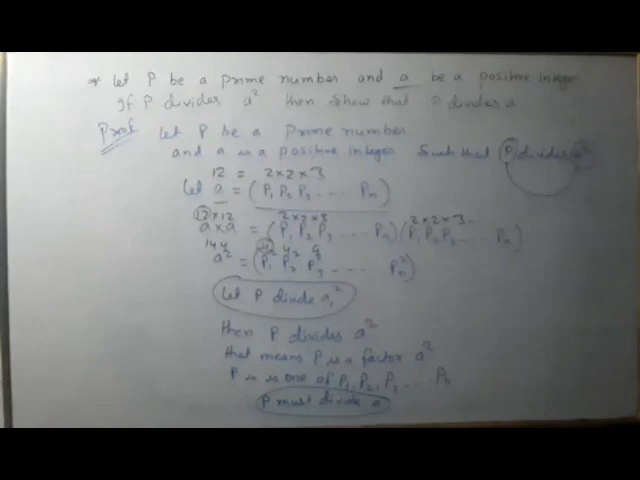 * Let P be a prime number and a be a positive integer
If P divides a² then show that P divides a
Proof Let P be a prime number
and a is a positive integer Such that P divides a²
12 = 2×2×3
Let a = (P₁ P₂ P₃ ..... Pₙ)
12×12 2×2×3 2×2×3
a×a = (P₁ P₂ P₃ .... Pₙ)(P₁ P₂ P₃ .... Pₙ)
144 4 4 9
a² = (P₁² P₂² P₃² .... Pₙ²)
Let P divide a²
then P divides a²
that means P is a factor a²
P is is one of P₁, P₂, P₃ ... Pₙ
P must divide a